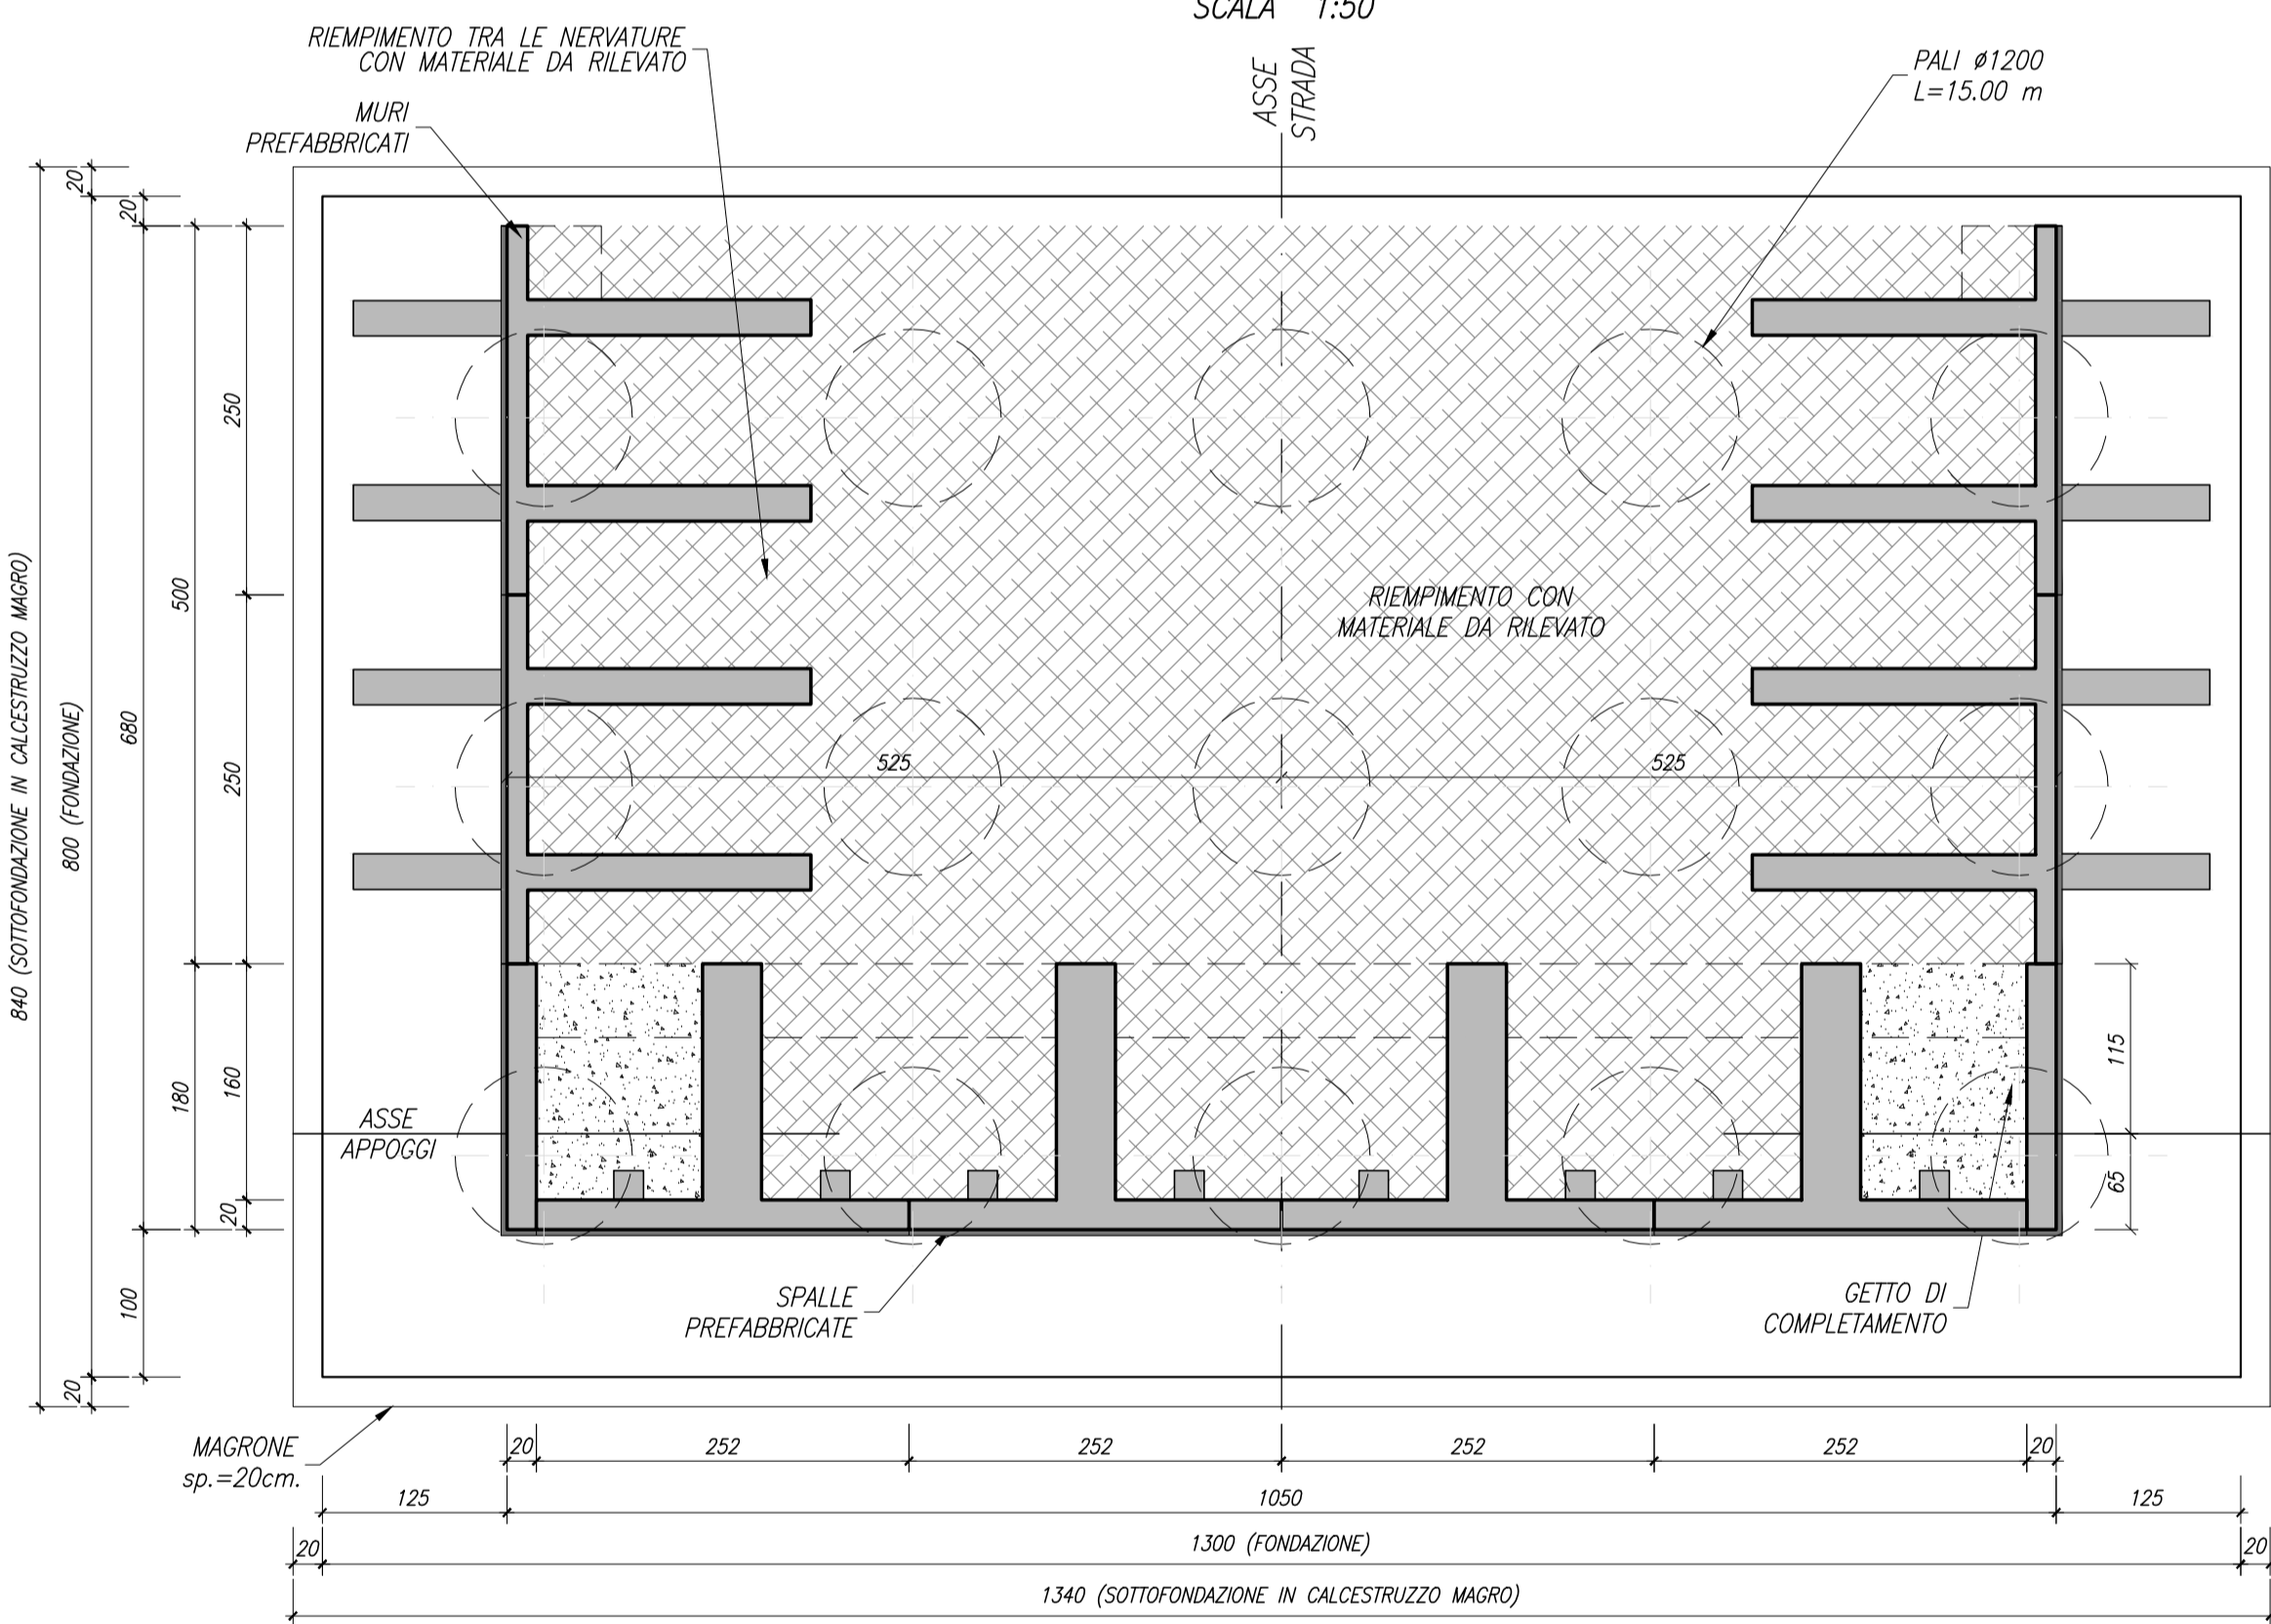 SCALA 1:50
RIEMPIMENTO TRA LE NERVATURE
CON MATERIALE DA RILEVATO
MURI
PREFABBRICATI
ASSE
STRADA
PALI ø1200
L=15.00 m
20
20
250
500
680
800 (FONDAZIONE)
840 (SOTTOFONDAZIONE IN CALCESTRUZZO MAGRO)
250
RIEMPIMENTO CON
MATERIALE DA RILEVATO
525
525
180
160
20
100
20
ASSE
APPOGGI
115
65
SPALLE
PREFABBRICATE
GETTO DI
COMPLETAMENTO
MAGRONE
sp.=20cm.
20
252
252
252
252
20
125
1050
125
20
1300 (FONDAZIONE)
20
1340 (SOTTOFONDAZIONE IN CALCESTRUZZO MAGRO)